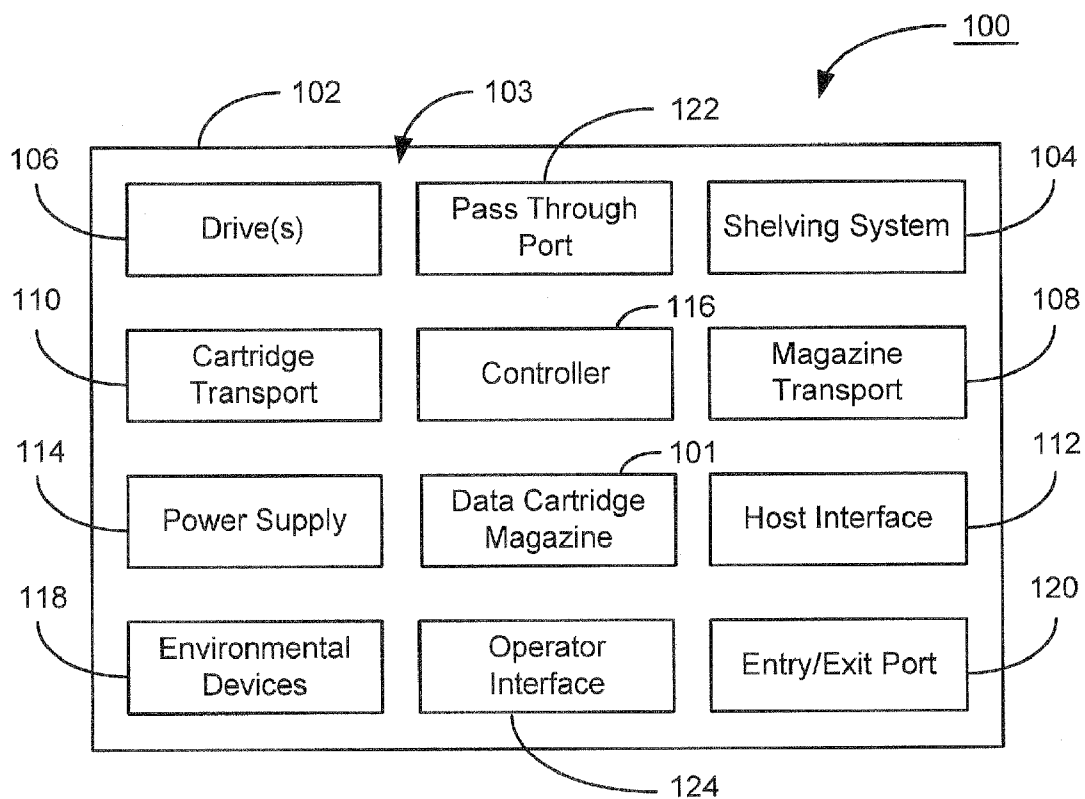 100
102
103
122
106
104
Drive(s)
Pass Through
Port
Shelving System
110
116
108
Cartridge
Transport
Controller
Magazine
Transport
114
101
112
Power Supply
Data Cartridge
Magazine
Host Interface
118
120
Environmental
Devices
Operator
Interface
Entry/Exit Port
124